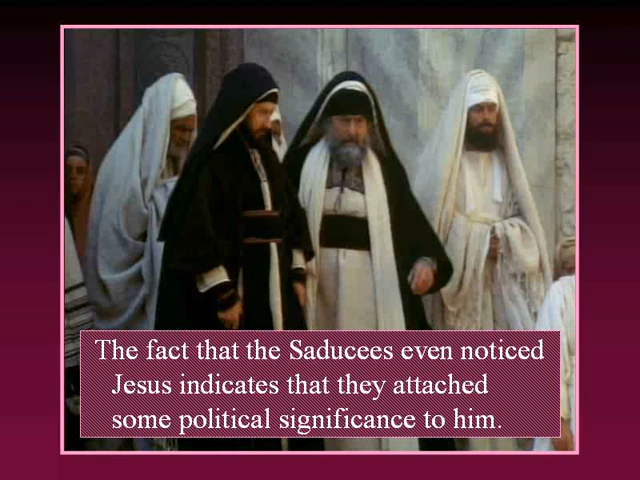 The fact that the Saducees even noticed
Jesus indicates that they attached
some political significance to him.